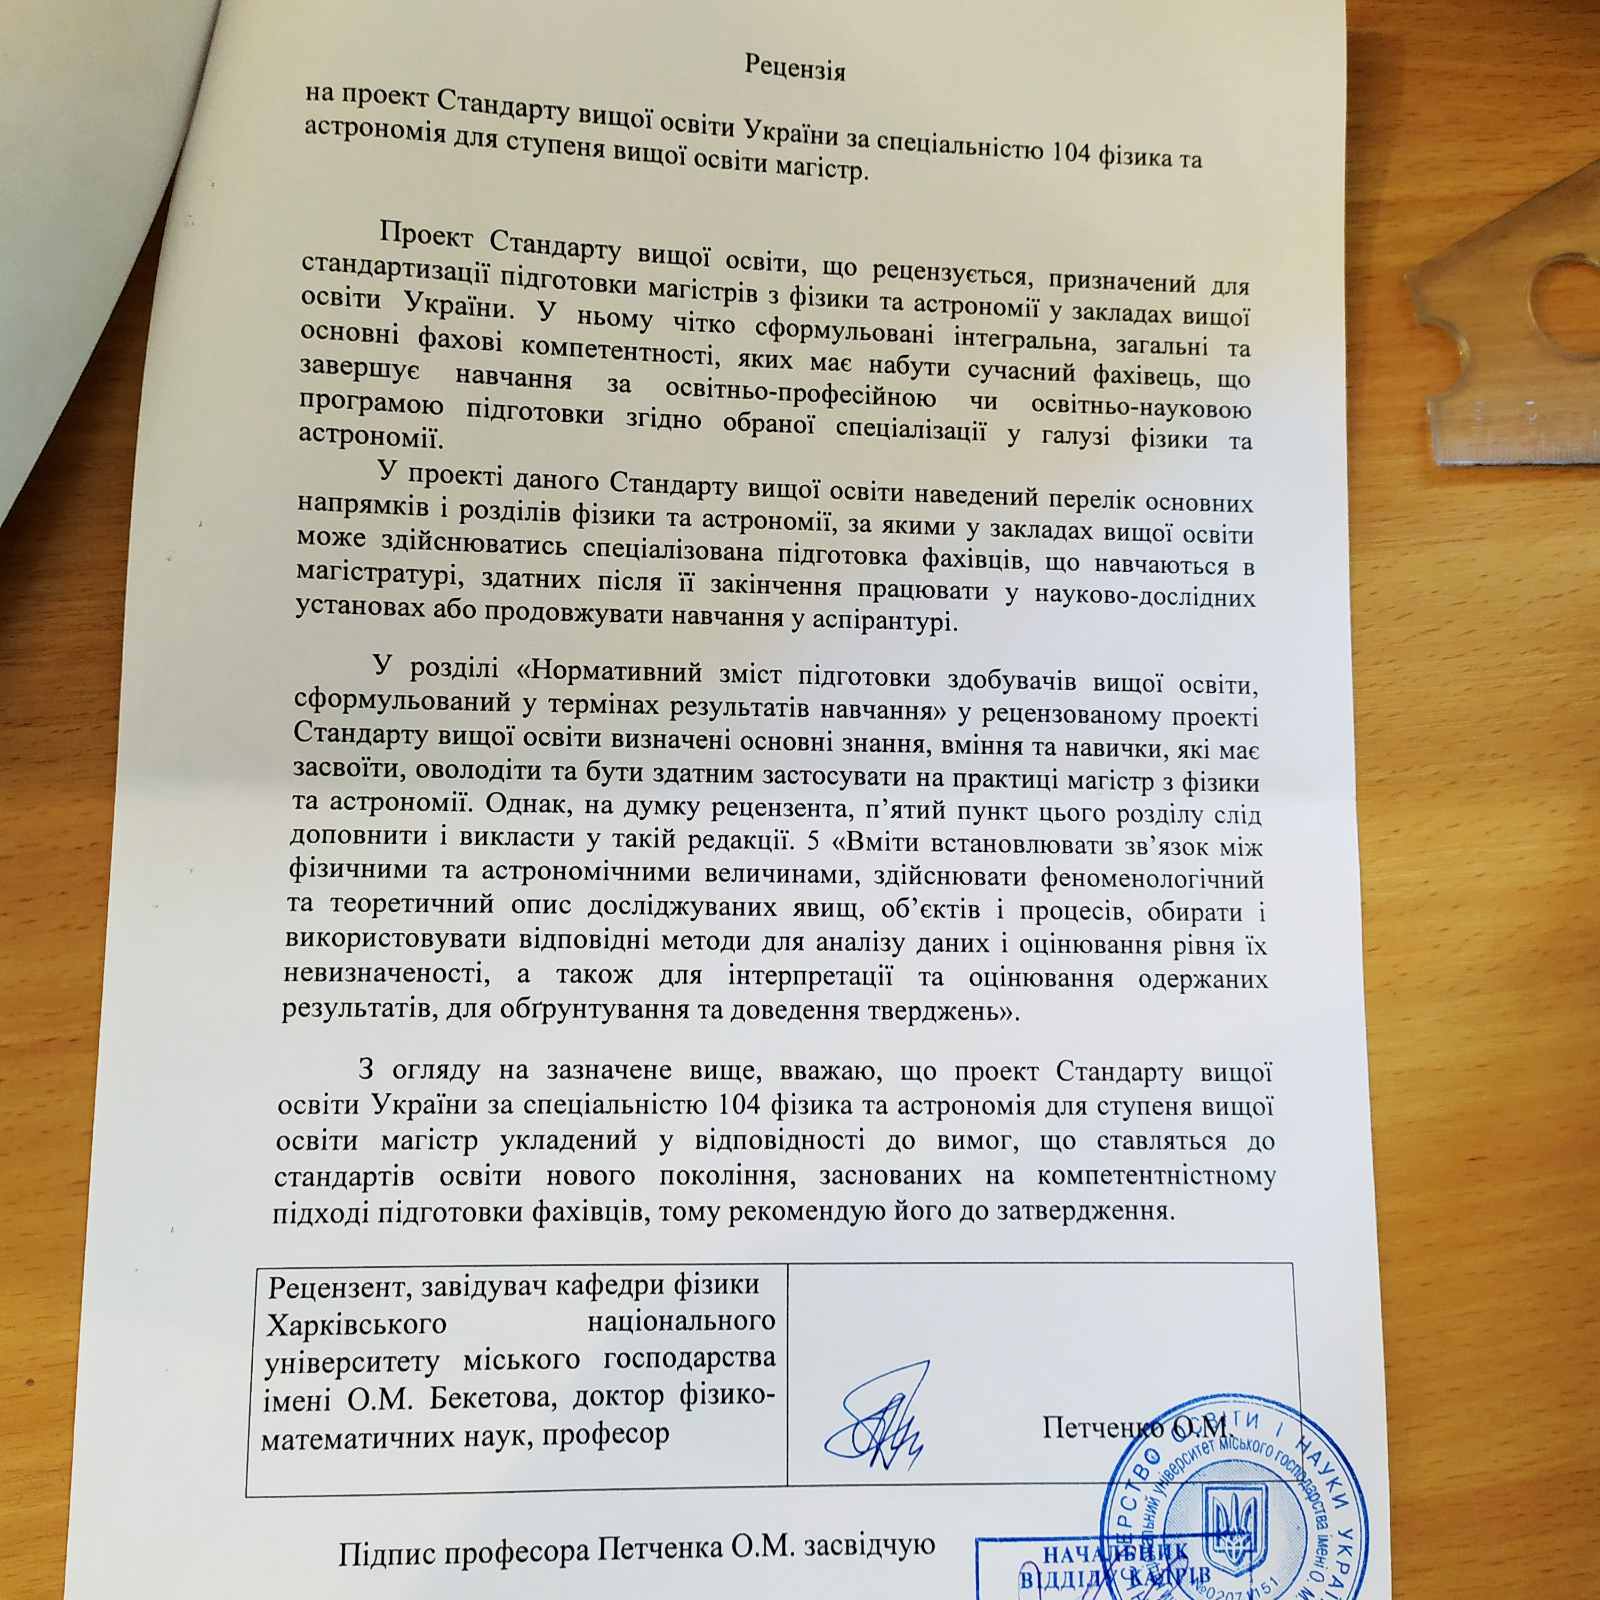 Рецензія
на проект Стандарту вищої освіти України за спеціальністю 104 фізика та
астрономія для ступеня вищої освіти магістр.
Проект Стандарту вищої освіти, що рецензується, призначений для
стандартизації підготовки магістрів з фізики та астрономії у закладах вищої
освіти України. У ньому чітко сформульовані інтегральна, загальні та
основні фахові компетентності, яких має набути сучасний фахівець, що
завершує навчання за освітньо-професійною чи освітньо-науковою
програмою підготовки згідно обраної спеціалізації у галузі фізики та
астрономії.
У проекті даного Стандарту вищої освіти наведений перелік основних
напрямків і розділів фізики та астрономії, за якими у закладах вищої освіти
може здійснюватись спеціалізована підготовка фахівців, що навчаються в
магістратурі, здатних після її закінчення працювати у науково-дослідних
установах або продовжувати навчання у аспірантурі.
У розділі «Нормативний зміст підготовки здобувачів вищої освіти,
сформульований у термінах результатів навчання» у рецензованому проекті
Стандарту вищої освіти визначені основні знання, вміння та навички, які має
засвоїти, оволодіти та бути здатним застосувати на практиці магістр з фізики
та астрономії. Однак, на думку рецензента, п’ятий пункт цього розділу слід
доповнити і викласти у такій редакції. 5 «Вміти встановлювати зв’язок між
фізичними та астрономічними величинами, здійснювати феноменологічний
та теоретичний опис досліджуваних явищ, об’єктів і процесів, обирати і
використовувати відповідні методи для аналізу даних і оцінювання рівня їх
невизначеності, а також для інтерпретації та оцінювання одержаних
результатів, для обґрунтування та доведення тверджень».
З огляду на зазначене вище, вважаю, що проект Стандарту вищої
освіти України за спеціальністю 104 фізика та астрономія для ступеня вищої
освіти магістр укладений у відповідності до вимог, що ставляться до
стандартів освіти нового покоління, заснованих на компетентністному
підході підготовки фахівців, тому рекомендую його до затвердження.
Рецензент, завідувач кафедри фізики
Харківського національного
університету міського господарства
імені О.М. Бекетова, доктор фізико-
математичних наук, професор
Петченко О.М.
Підпис професора Петченка О.М. засвідчую
НАЧАЛЬНИК
ВІДДІЛУ КАДРІВ
ОСВІТИ І НАУКИ
університет міського господарства імені О. М.
№02071151